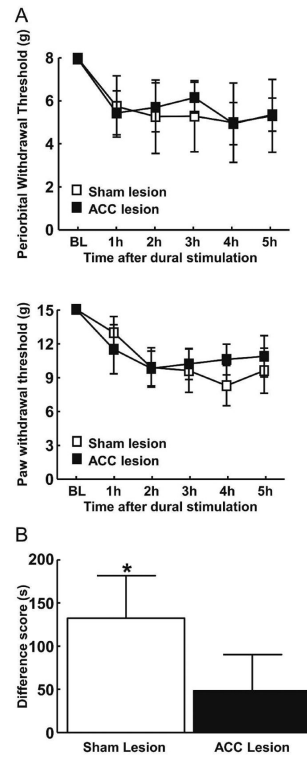 A
Periorbital Withdrawal Threshold (g)
8
6
4
2
0
Sham lesion
ACC lesion
BL 1h 2h 3h 4h 5h
Time after dural stimulation
Paw withdrawal threshold (g)
15
12
9
6
3
0
Sham lesion
ACC lesion
BL 1h 2h 3h 4h 5h
Time after dural stimulation
B
Difference score (s)
200
150
100
50
0
*
Sham Lesion ACC Lesion